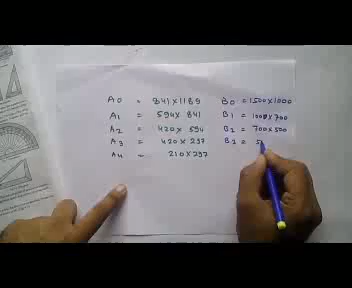 A0 = 841×1189 B0 = 1500×1000
A1 = 594×841 B1 = 1000×700
A2 = 420×594 B2 = 700×500
A3 = 420×297 B3 = 5
A4 = 210×297